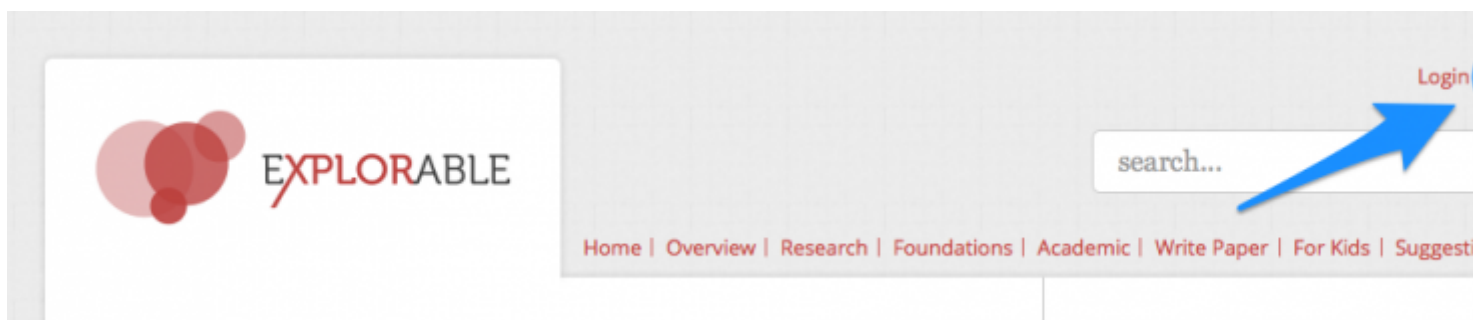 Login
EXPLORABLE
search...
Home | Overview | Research | Foundations | Academic | Write Paper | For Kids |